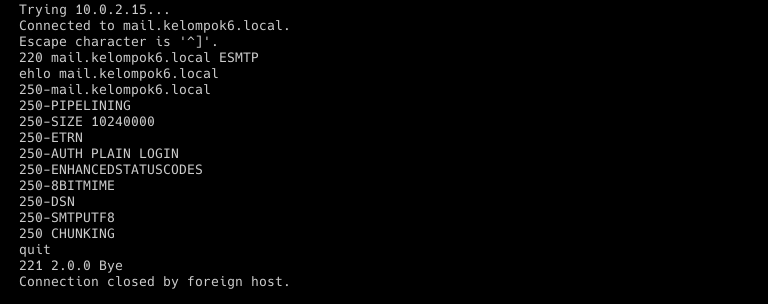 Trying 10.0.2.15...
Connected to mail.kelompok6.local.
Escape character is '^]'.
220 mail.kelompok6.local ESMTP
ehlo mail.kelompok6.local
250-mail.kelompok6.local
250-PIPELINING
250-SIZE 10240000
250-ETRN
250-AUTH PLAIN LOGIN
250-ENHANCEDSTATUSCODES
250-8BITMIME
250-DSN
250-SMTPUTF8
250 CHUNKING
quit
221 2.0.0 Bye
Connection closed by foreign host.